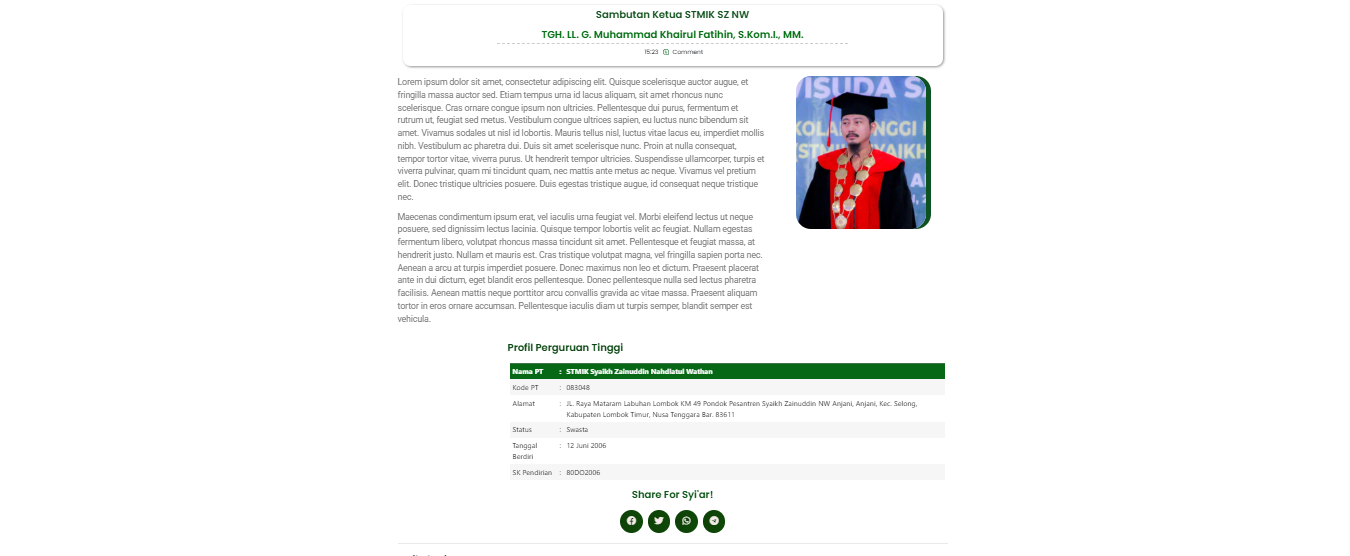 Sambutan Ketua STMIK SZ NW
TGH. LL. G. Muhammad Khairul Fatihin, S.Kom.I., MM.
15:23 Comment
Lorem ipsum dolor sit amet, consectetur adipiscing elit. Quisque scelerisque auctor augue, et
fringilla massa auctor sed. Etiam tempus urna id lacus aliquam, sit amet rhoncus nunc
scelerisque. Cras ornare congue ipsum non ultricies. Pellentesque dui purus, fermentum et
rutrum ut, feugiat sed metus. Vestibulum congue ultrices sapien, eu luctus nunc bibendum sit
amet. Vivamus sodales ut nisl id lobortis. Mauris tellus nisl, luctus vitae lacus eu, imperdiet mollis
nibh. Vestibulum ac pharetra dui. Duis sit amet scelerisque nunc. Proin at nulla consequat,
tempor tortor vitae, viverra purus. Ut hendrerit tempor ultricies. Suspendisse ullamcorper, turpis et
viverra pulvinar, quam mi tincidunt quam, nec mattis ante metus ac neque. Vivamus vel pretium
elit. Donec tristique ultricies posuere. Duis egestas tristique augue, id consequat neque tristique
nec.
Maecenas condimentum ipsum erat, vel iaculis urna feugiat vel. Morbi eleifend lectus ut neque
posuere, sed dignissim lectus lacinia. Quisque tempor lobortis velit ac feugiat. Nullam egestas
fermentum libero, volutpat rhoncus massa tincidunt sit amet. Pellentesque et feugiat massa, at
hendrerit justo. Nullam et mauris est. Cras tristique volutpat magna, vel fringilla sapien porta nec.
Aenean a arcu at turpis imperdiet posuere. Donec maximus non leo et dictum. Praesent placerat
ante in dui dictum, eget blandit eros pellentesque. Donec pellentesque nulla sed lectus pharetra
facilisis. Aenean mattis neque porttitor arcu convallis gravida ac vitae massa. Praesent aliquam
tortor in eros ornare accumsan. Pellentesque iaculis diam ut turpis semper, blandit semper est
vehicula.
WISUDA SA
KOLA TINGGI I
(STMIK SYAIKH
Profil Perguruan Tinggi
Nama PT : STMIK Syaikh Zainuddin Nahdlatul Wathan
Kode PT : 083048
Alamat : JL. Raya Mataram Labuhan Lombok KM 49 Pondok Pesantren Syaikh Zainuddin NW Anjani, Anjani, Kec. Selong,
Kabupaten Lombok Timur, Nusa Tenggara Bar. 83611
Status : Swasta
Tanggal Berdiri : 12 Juni 2006
SK Pendirian : 80DO2006
Share For Syi'ar!